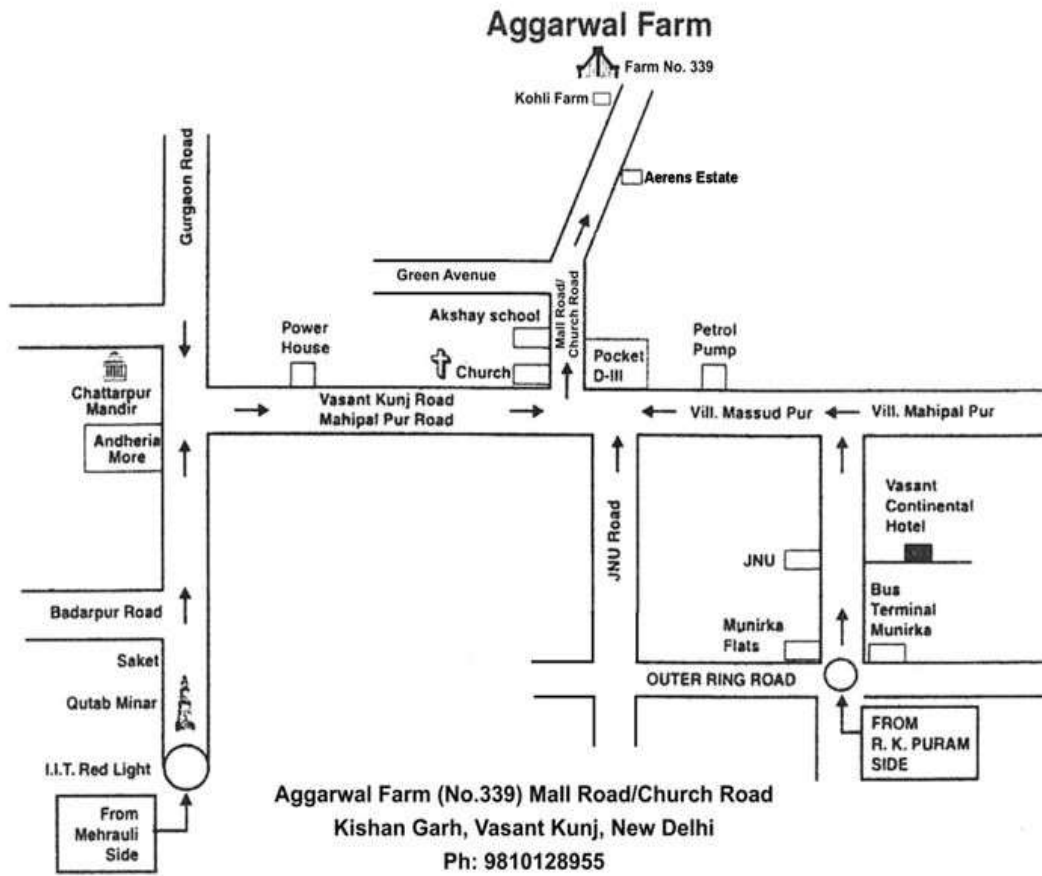 Aggarwal Farm
Farm No. 339
Kohli Farm
Aerens Estate
Gurgaon Road
Green Avenue
Mall Road/
Church Road
Akshay school
Power
House
Church
Pocket
D-III
Petrol
Pump
Chattarpur
Mandir
Vasant Kunj Road
Mahipal Pur Road
Vill. Massud Pur
Vill. Mahipal Pur
Andheria
More
Vasant
Continental
Hotel
JNU Road
JNU
Badarpur Road
Bus
Terminal
Munirka
Munirka
Flats
Saket
OUTER RING ROAD
Qutab Minar
FROM
R. K. PURAM
SIDE
I.I.T. Red Light
From
Mehrauli
Side
Aggarwal Farm (No.339) Mall Road/Church Road
Kishan Garh, Vasant Kunj, New Delhi
Ph: 9810128955